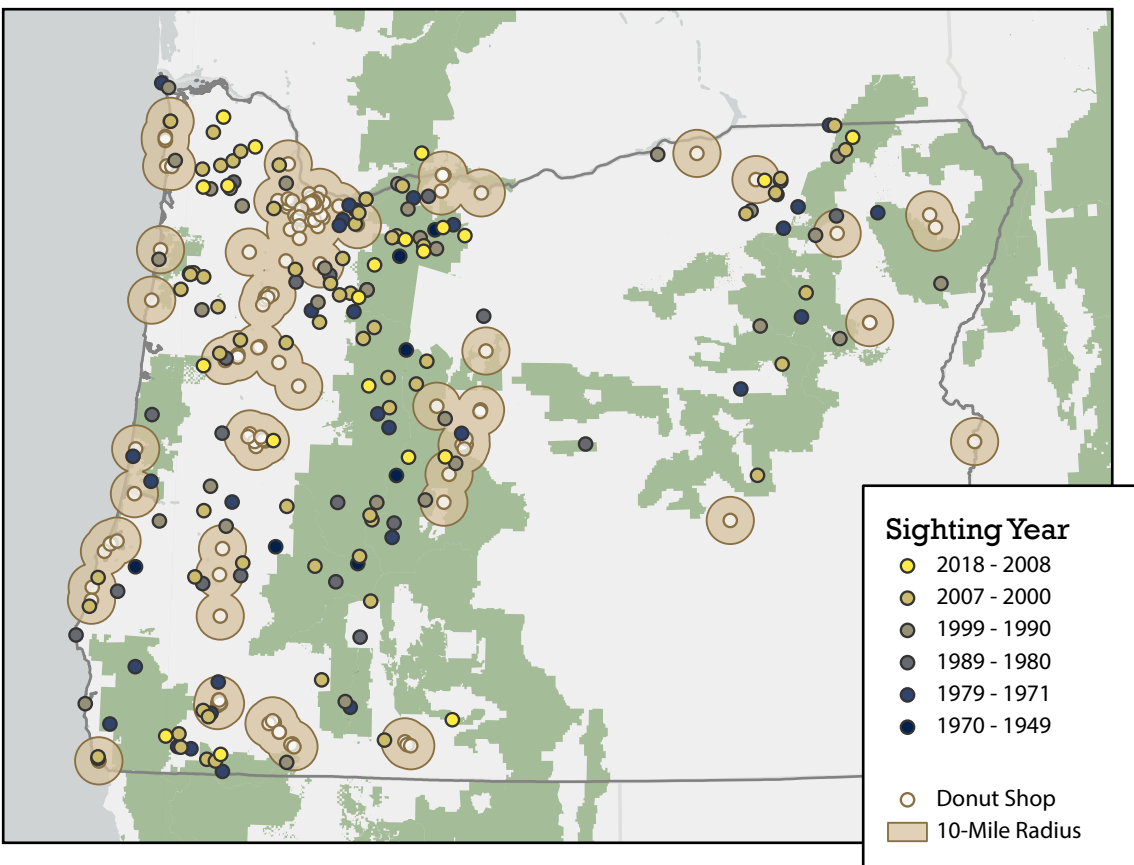 Sighting Year
2018 - 2008
2007 - 2000
1999 - 1990
1989 - 1980
1979 - 1971
1970 - 1949
Donut Shop
10-Mile Radius